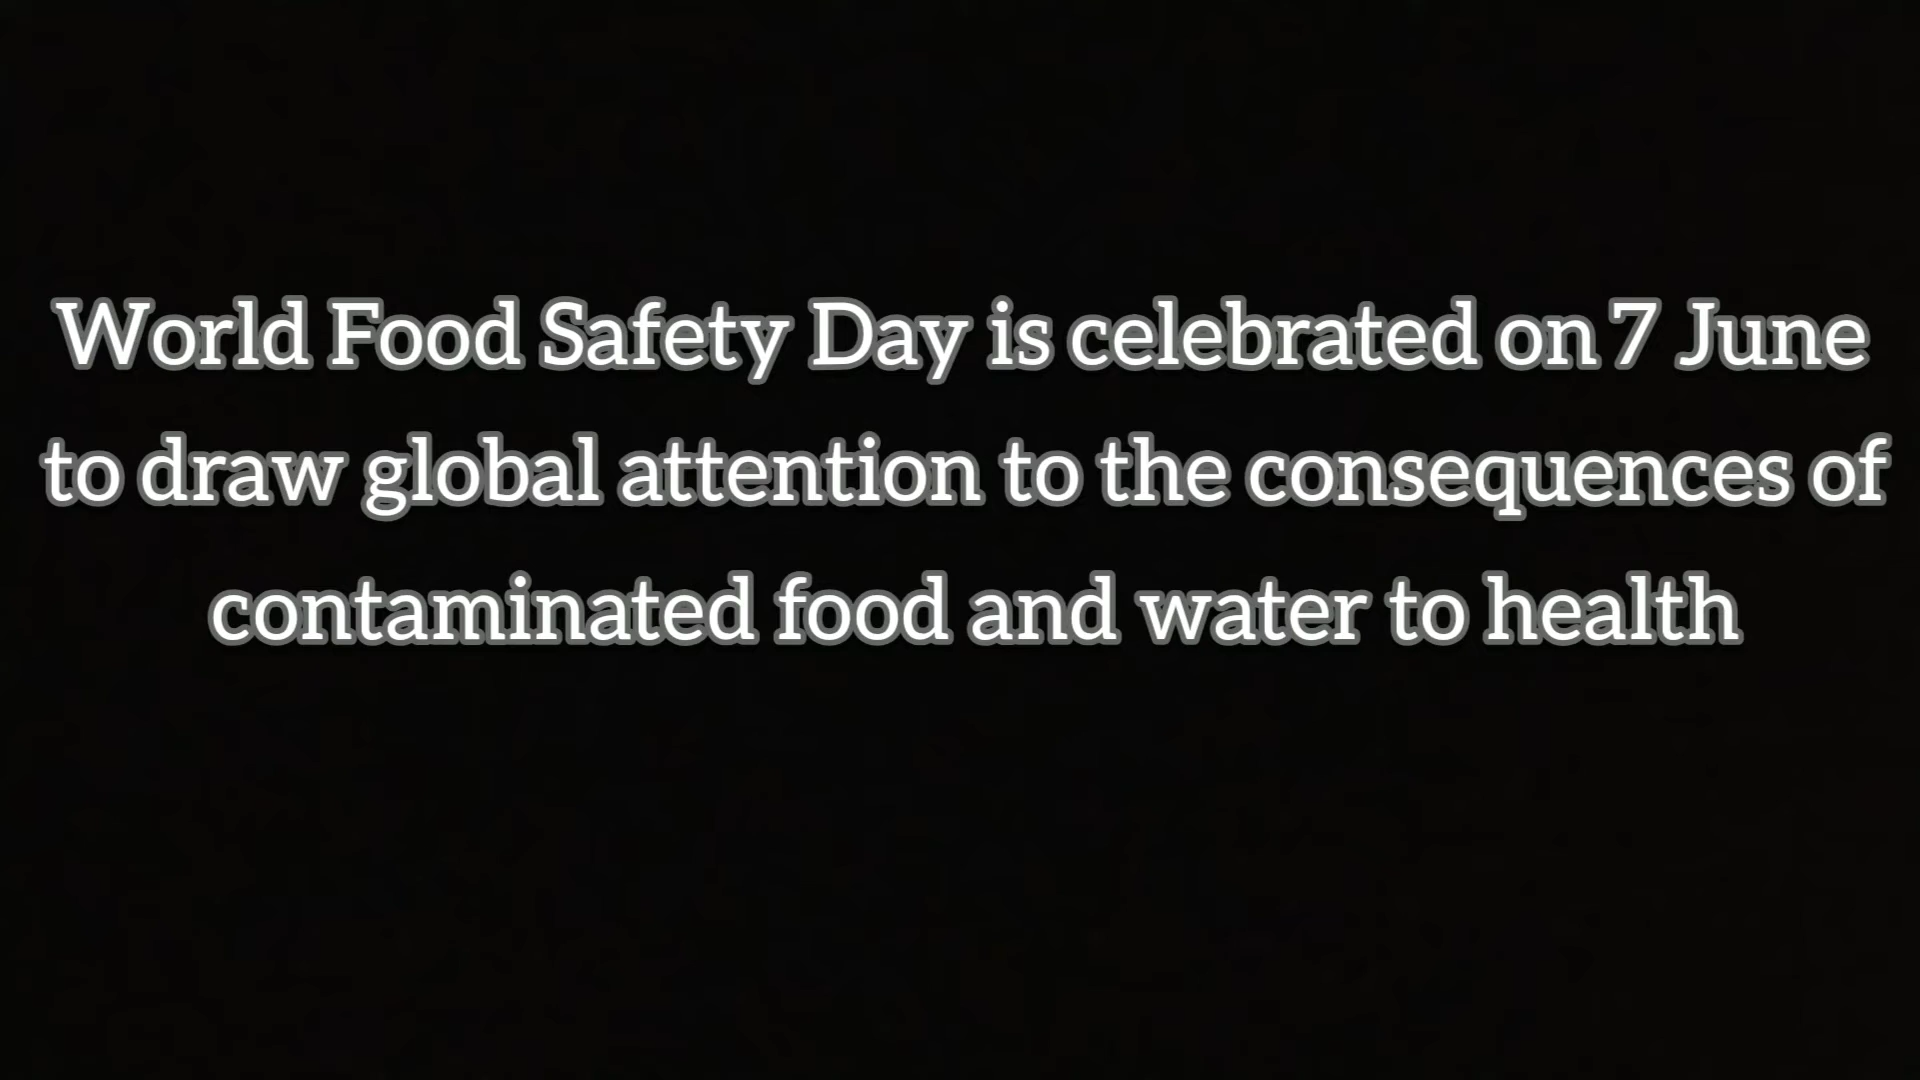 World Food Safety Day is celebrated on 7 June
to draw global attention to the consequences of
contaminated food and water to health